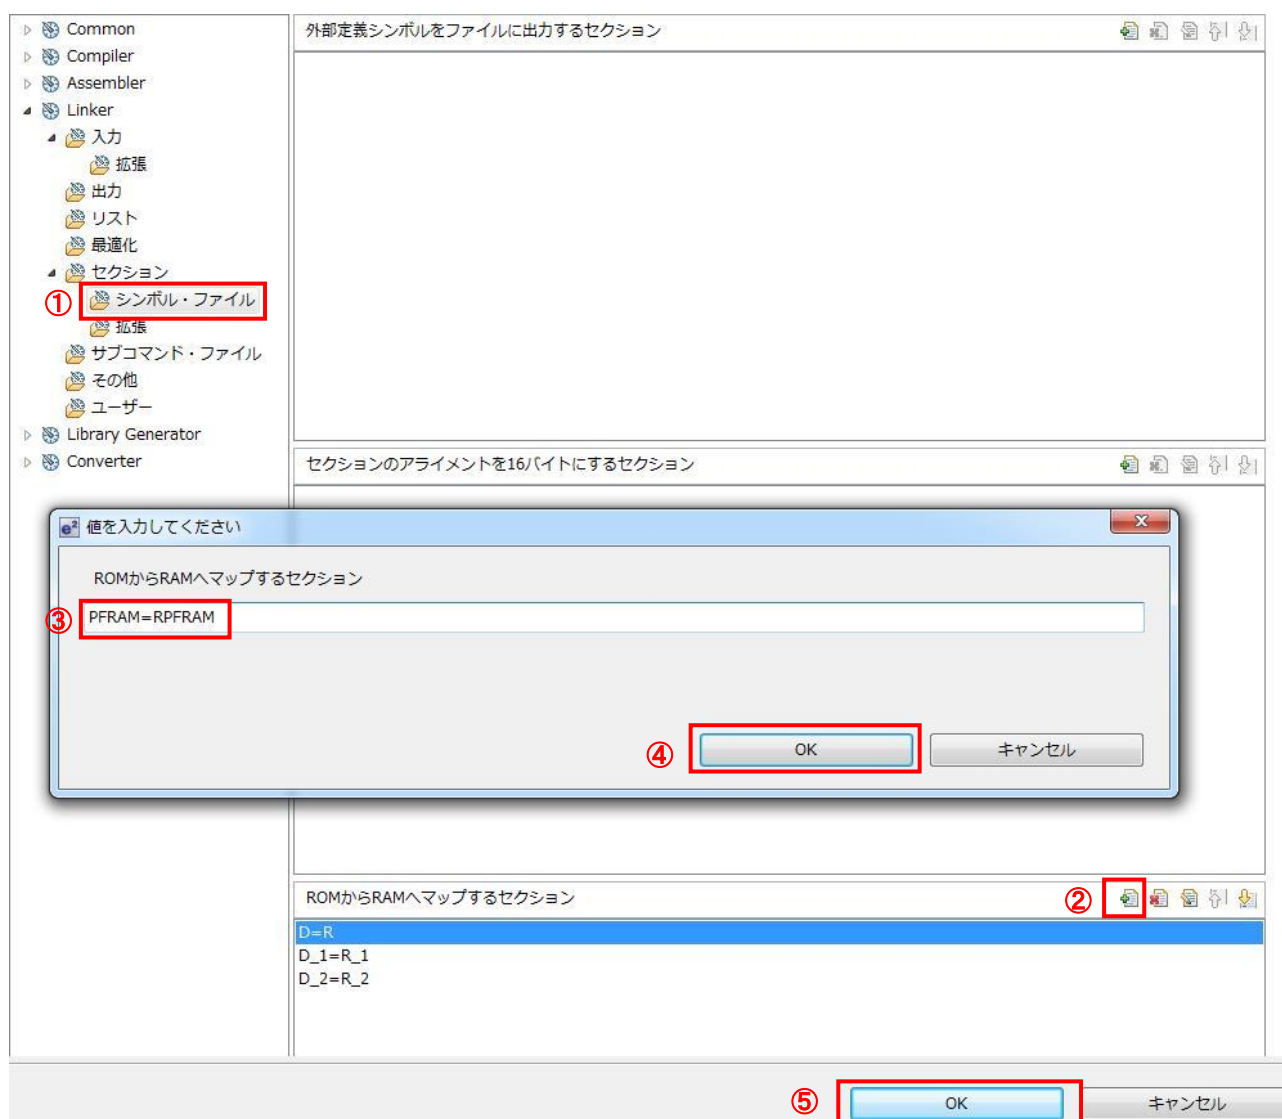 Common
Compiler
Assembler
Linker
入力
拡張
出力
リスト
最適化
セクション
① シンボル・ファイル
拡張
サブコマンド・ファイル
その他
ユーザー
Library Generator
Converter
外部定義シンボルをファイルに出力するセクション
セクションのアライメントを16バイトにするセクション
e² 値を入力してください
ROMからRAMへマップするセクション
③ PFRAM=RPFRAM
④ OK キャンセル
ROMからRAMへマップするセクション ②
D=R
D_1=R_1
D_2=R_2
⑤ OK キャンセル